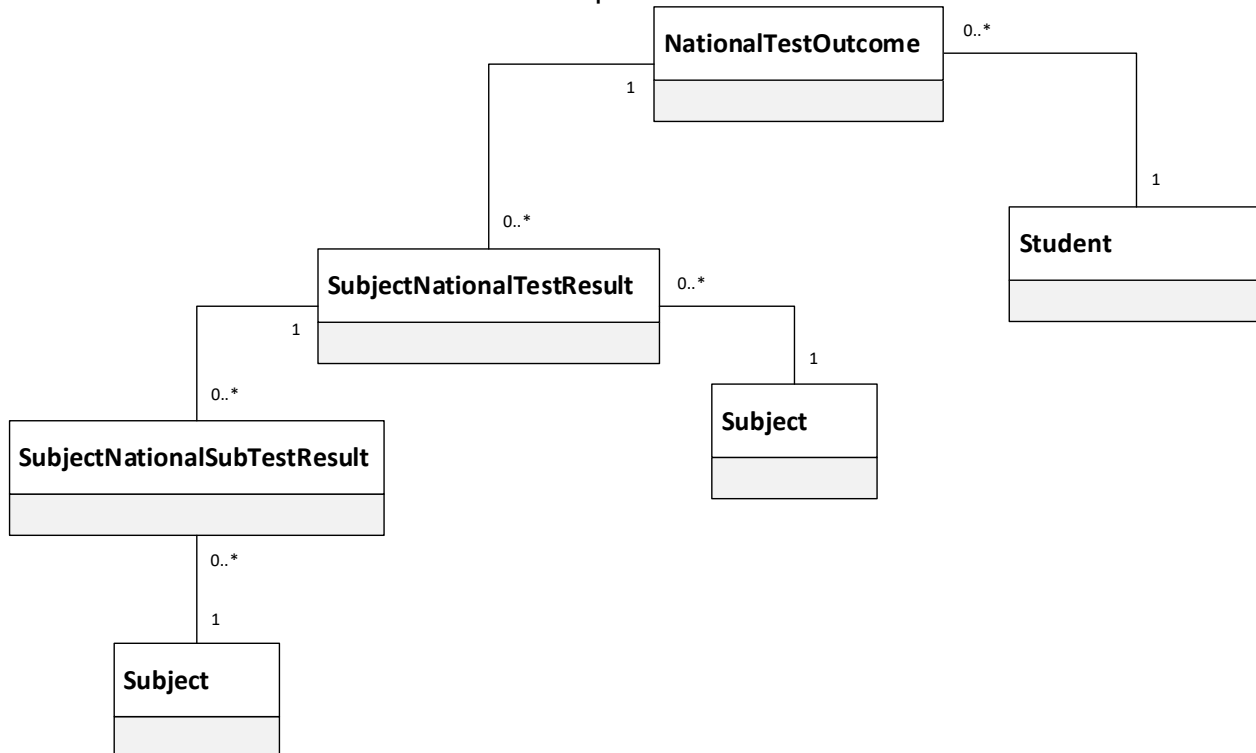 NationalTestOutcome
0..*
1
1
0..*
Student
SubjectNationalTestResult
0..*
1
1
0..*
Subject
SubjectNationalSubTestResult
0..*
1
Subject